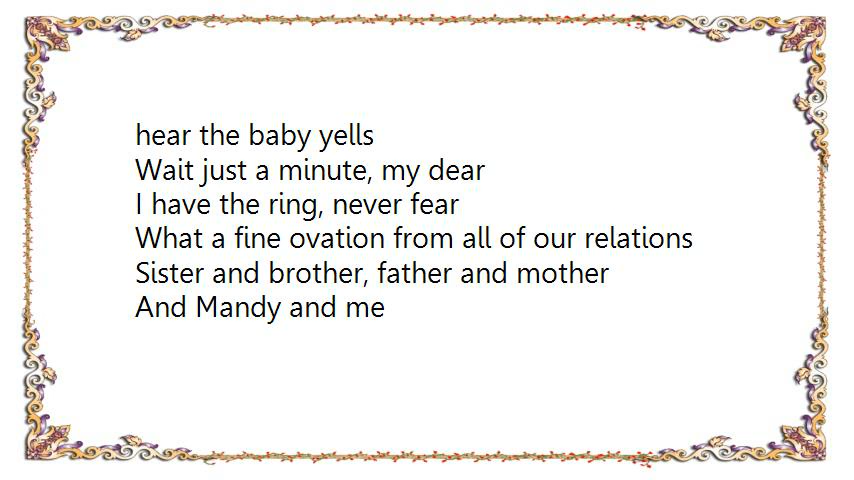 hear the baby yells
Wait just a minute, my dear
I have the ring, never fear
What a fine ovation from all of our relations
Sister and brother, father and mother
And Mandy and me